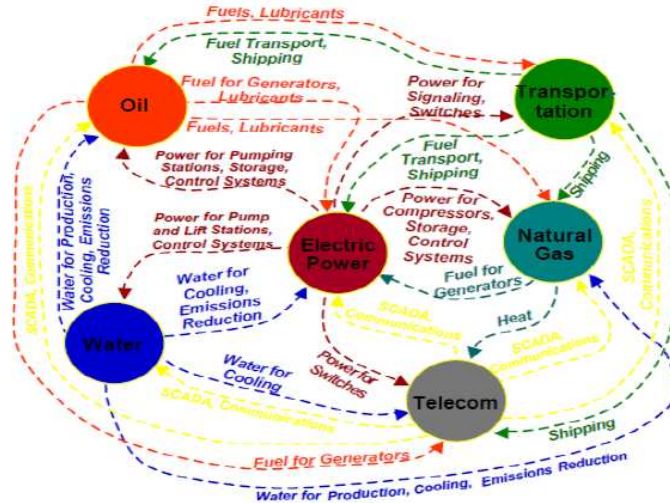 Fuels, Lubricants
Fuel Transport,
Shipping
Oil
Fuel for Generators,
Lubricants
Power for
Signaling,
Switches
Transpor-
tation
Fuels, Lubricants
Power for Pumping
Stations, Storage,
Control Systems
Fuel
Transport,
Shipping
Shipping
Power for Pump
and Lift Stations,
Control Systems
Electric
Power
Power for
Compressors,
Storage,
Control
Systems
Natural
Gas
SCADA, Communications
Water for Production,
Cooling, Emissions
Reduction
Water for
Cooling,
Emissions
Reduction
Fuel for
Generators
SCADA,
Communications
Water
SCADA,
Communications
Heat
SCADA,
Communications
Water for
Cooling
Power for
Switches
SCADA, Communications
Telecom
Shipping
Fuel for Generators
Water for Production, Cooling, Emissions Reduction